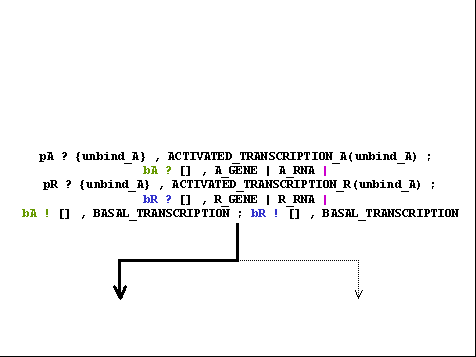 pA ? {unbind_A} , ACTIVATED_TRANSCRIPTION_A(unbind_A) ;
bA ? [] , A_GENE | A_RNA |
pR ? {unbind_A} , ACTIVATED_TRANSCRIPTION_R(unbind_A) ;
bR ? [] , R_GENE | R_RNA |
bA ! [] , BASAL_TRANSCRIPTION ; bR ! [] , BASAL_TRANSCRIPTION